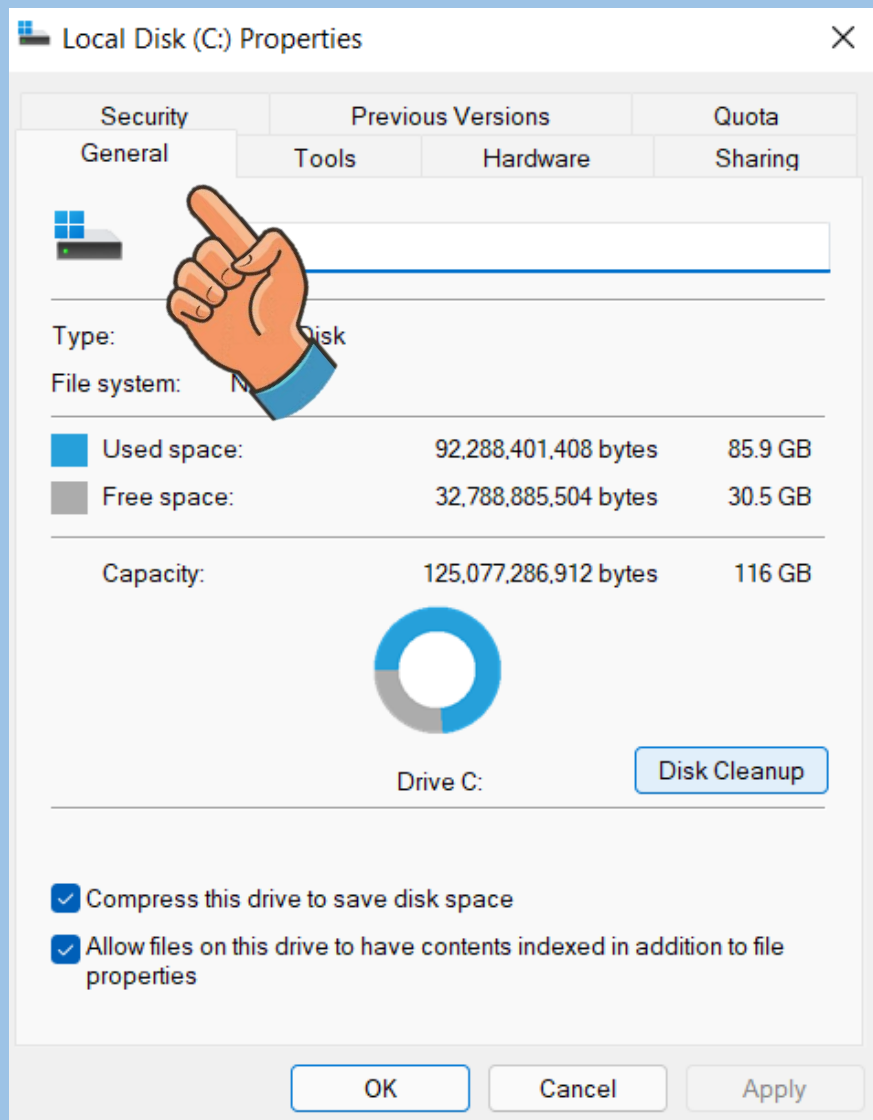 Local Disk (C:) Properties
Security Previous Versions Quota
General Tools Hardware Sharing
Type: Disk
File system: N
Used space: 92,288,401,408 bytes 85.9 GB
Free space: 32,788,885,504 bytes 30.5 GB
Capacity: 125,077,286,912 bytes 116 GB
Drive C:
Disk Cleanup
Compress this drive to save disk space
Allow files on this drive to have contents indexed in addition to file
properties
OK Cancel Apply